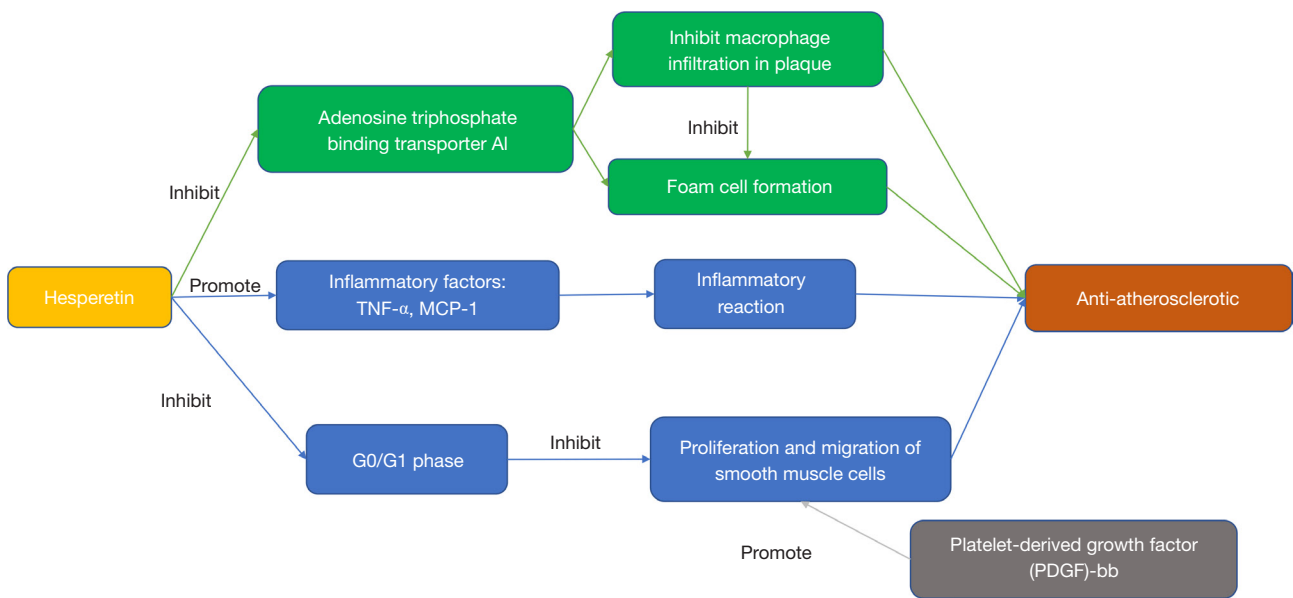 Inhibit macrophage
infiltration in plaque
Adenosine triphosphate
binding transporter Al
Inhibit
Foam cell formation
Inhibit
Hesperetin
Promote
Inflammatory factors:
TNF-α, MCP-1
Inflammatory
reaction
Anti-atherosclerotic
Inhibit
G0/G1 phase
Inhibit
Proliferation and migration of
smooth muscle cells
Promote
Platelet-derived growth factor
(PDGF)-bb